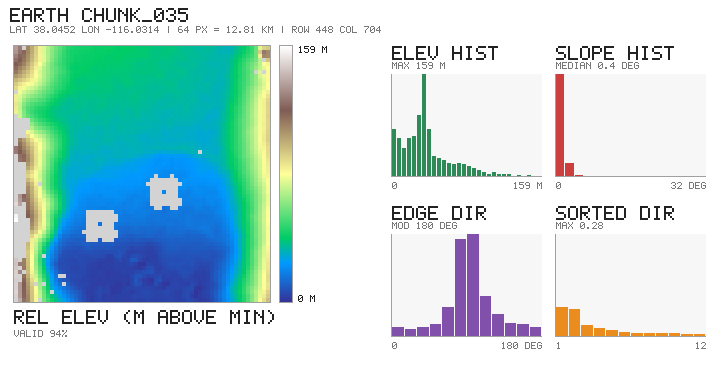 EARTH CHUNK_035
LAT 38.0452 LON -116.0314 | 64 PX = 12.81 KM | ROW 448 COL 704
159 M
0 M
REL ELEV (M ABOVE MIN)
VALID 94%
ELEV HIST
MAX 159 M
0 159 M
SLOPE HIST
MEDIAN 0.4 DEG
0 32 DEG
EDGE DIR
MOD 180 DEG
0 180 DEG
SORTED DIR
MAX 0.28
1 12